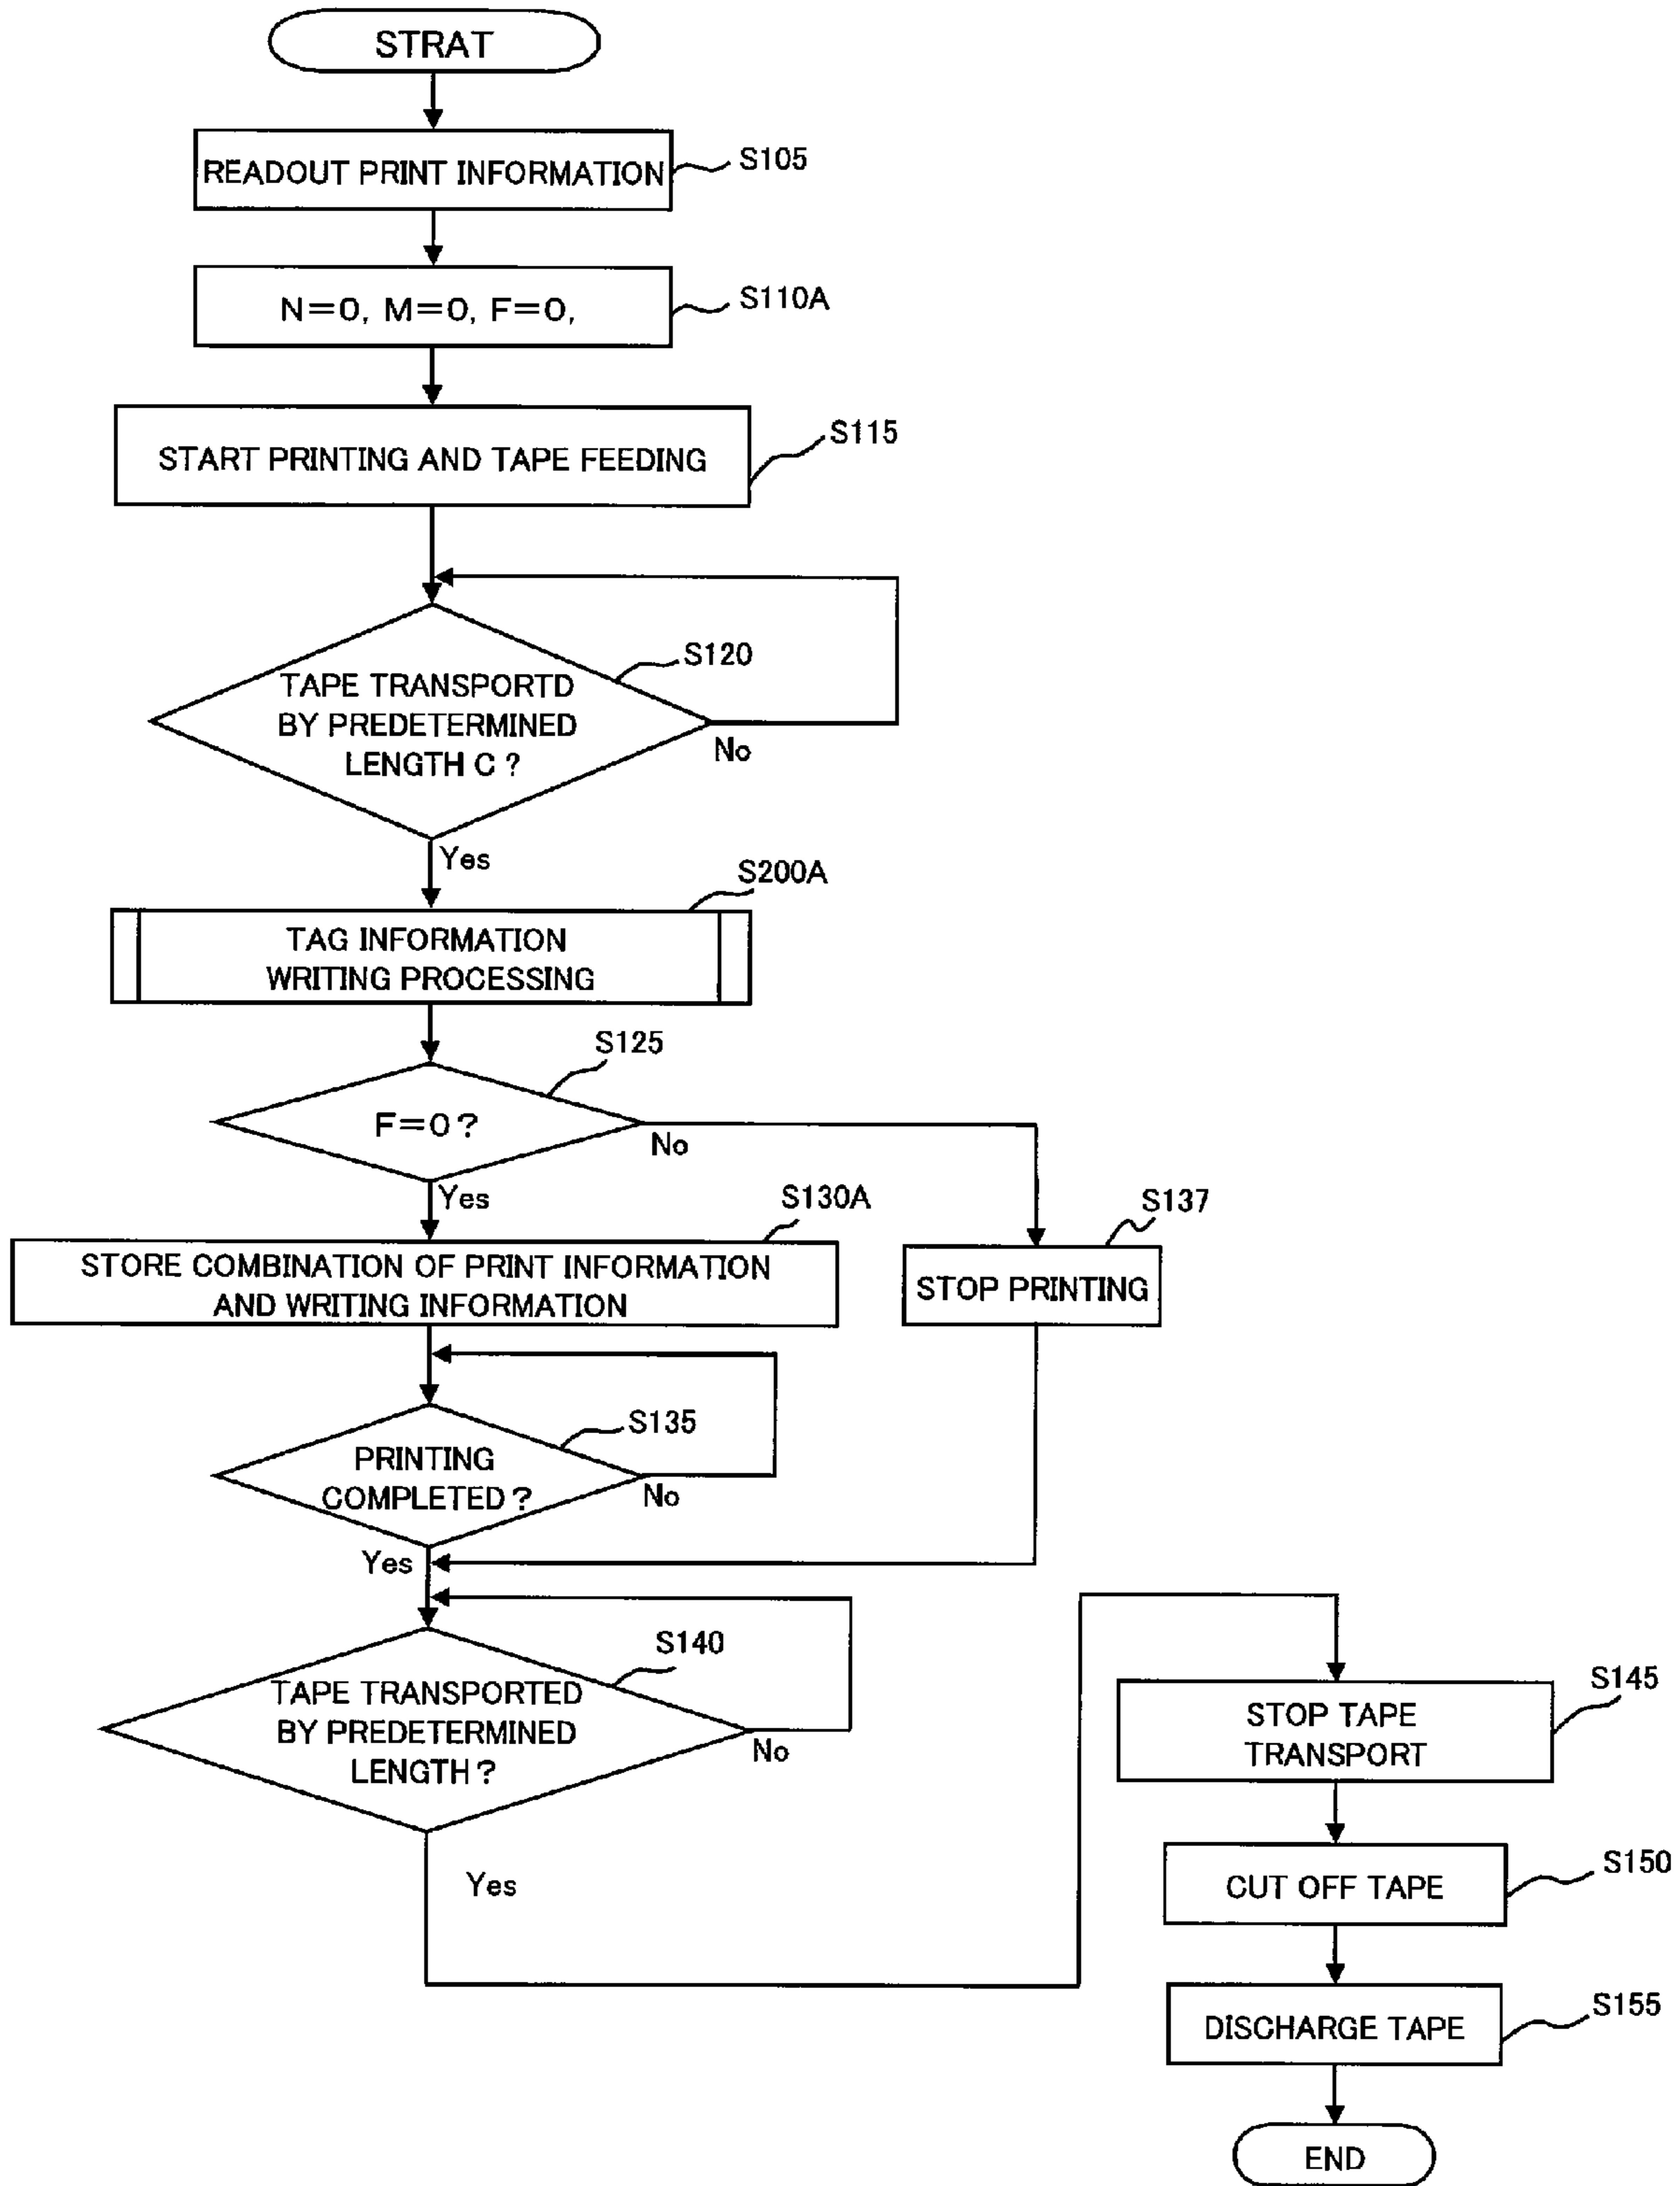 STRAT
READOUT PRINT INFORMATION
S105
N=0, M=0, F=0,
S110A
START PRINTING AND TAPE FEEDING
S115
S120
TAPE TRANSPORTD
BY PREDETERMINED
LENGTH C ?
No
Yes
S200A
TAG INFORMATION
WRITING PROCESSING
S125
F=0?
No
Yes
S130A
S137
STORE COMBINATION OF PRINT INFORMATION
AND WRITING INFORMATION
STOP PRINTING
S135
PRINTING
COMPLETED?
No
Yes
S140
TAPE TRANSPORTED
BY PREDETERMINED
LENGTH?
No
Yes
S145
STOP TAPE
TRANSPORT
S150
CUT OFF TAPE
S155
DISCHARGE TAPE
END